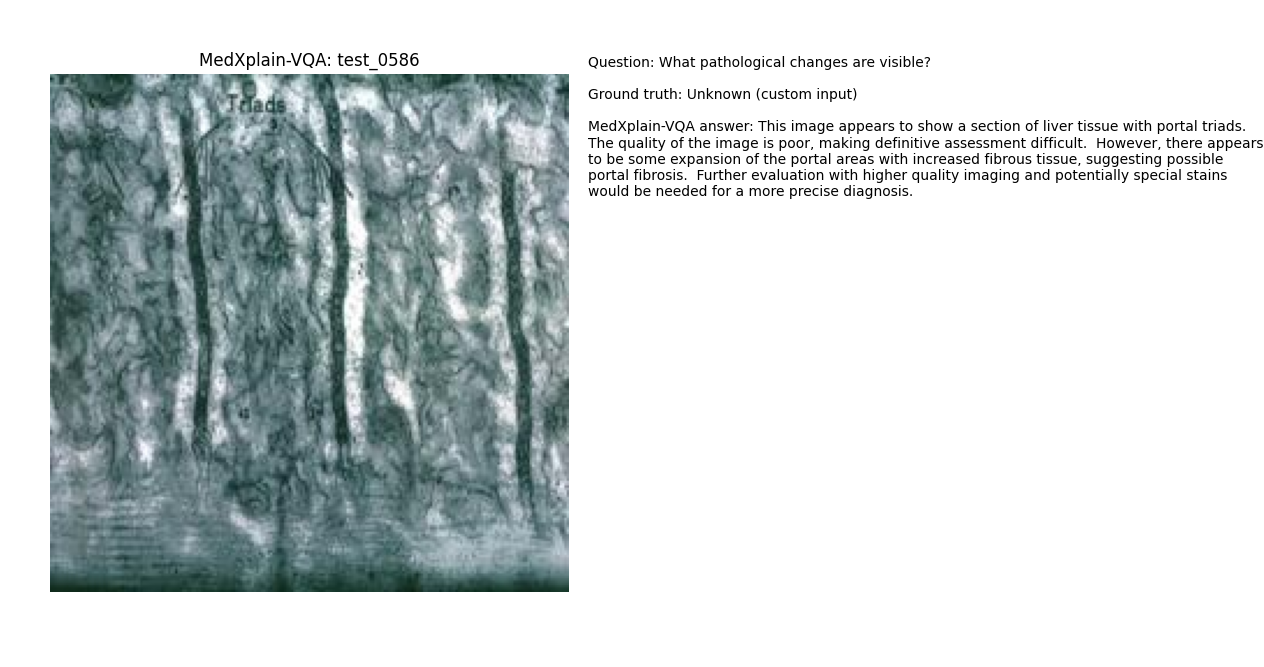 MedXplain-VQA: test_0586
Triads
Question: What pathological changes are visible?
Ground truth: Unknown (custom input)
MedXplain-VQA answer: This image appears to show a section of liver tissue with portal triads.
The quality of the image is poor, making definitive assessment difficult.  However, there appears
to be some expansion of the portal areas with increased fibrous tissue, suggesting possible
portal fibrosis.  Further evaluation with higher quality imaging and potentially special stains
would be needed for a more precise diagnosis.